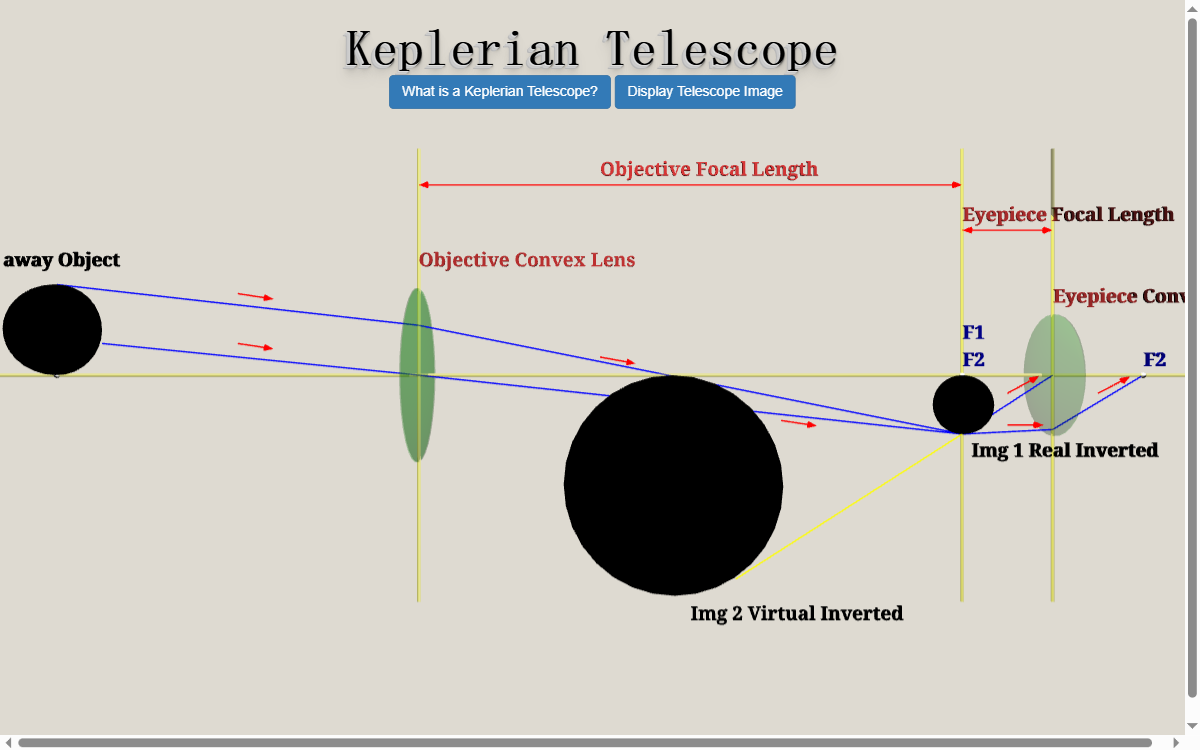 Keplerian Telescope
What is a Keplerian Telescope? Display Telescope Image
Objective Focal Length
Eyepiece Focal Length
away Object
Objective Convex Lens
Eyepiece Conv
F1
F2
F2
Img 1 Real Inverted
Img 2 Virtual Inverted